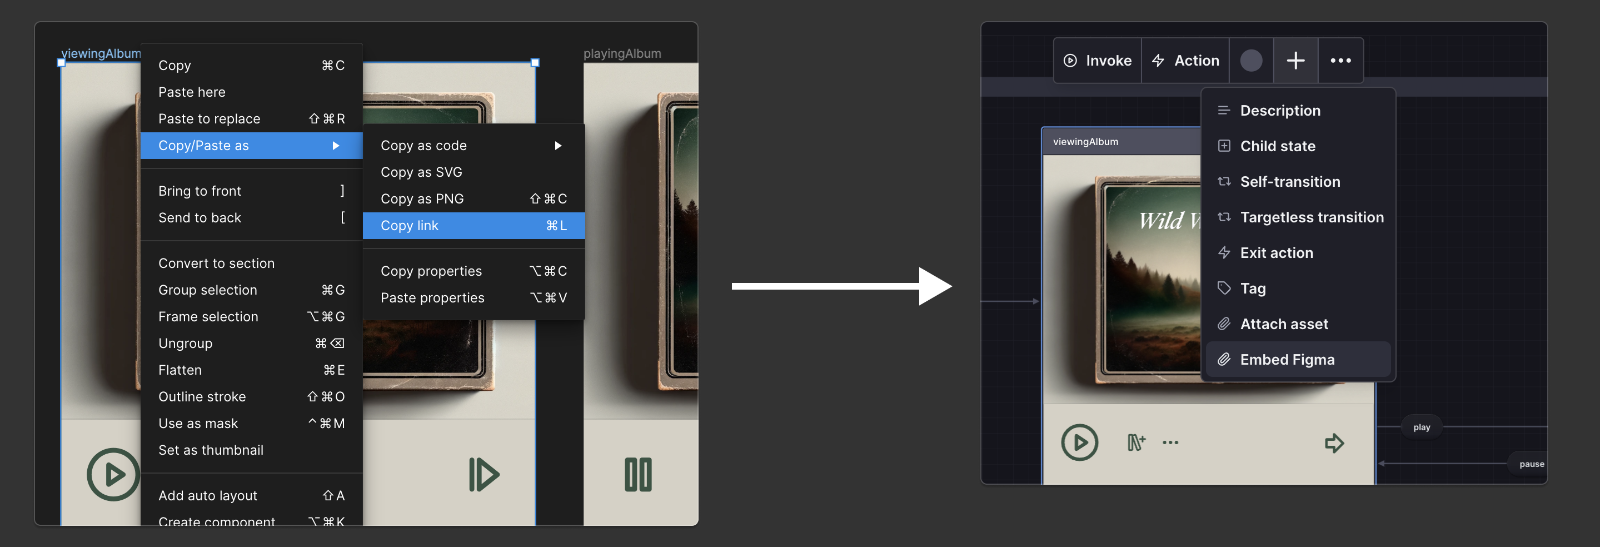 viewingAlbum
playingAlbum
Copy ⌘C
Paste here
Paste to replace ⇧⌘R
Copy/Paste as
Bring to front ]
Send to back [
Convert to section
Group selection ⌘G
Frame selection ⌥⌘G
Ungroup ⌘⌫
Flatten ⌘E
Outline stroke ⇧⌘O
Use as mask ^⌘M
Set as thumbnail
Add auto layout ⇧A
Create component ⌥⌘K
Copy as code
Copy as SVG
Copy as PNG ⇧⌘C
Copy link ⌘L
Copy properties ⌥⌘C
Paste properties ⌥⌘V
Invoke
Action
viewingAlbum
Wild
Description
Child state
Self-transition
Targetless transition
Exit action
Tag
Attach asset
Embed Figma
play
pause